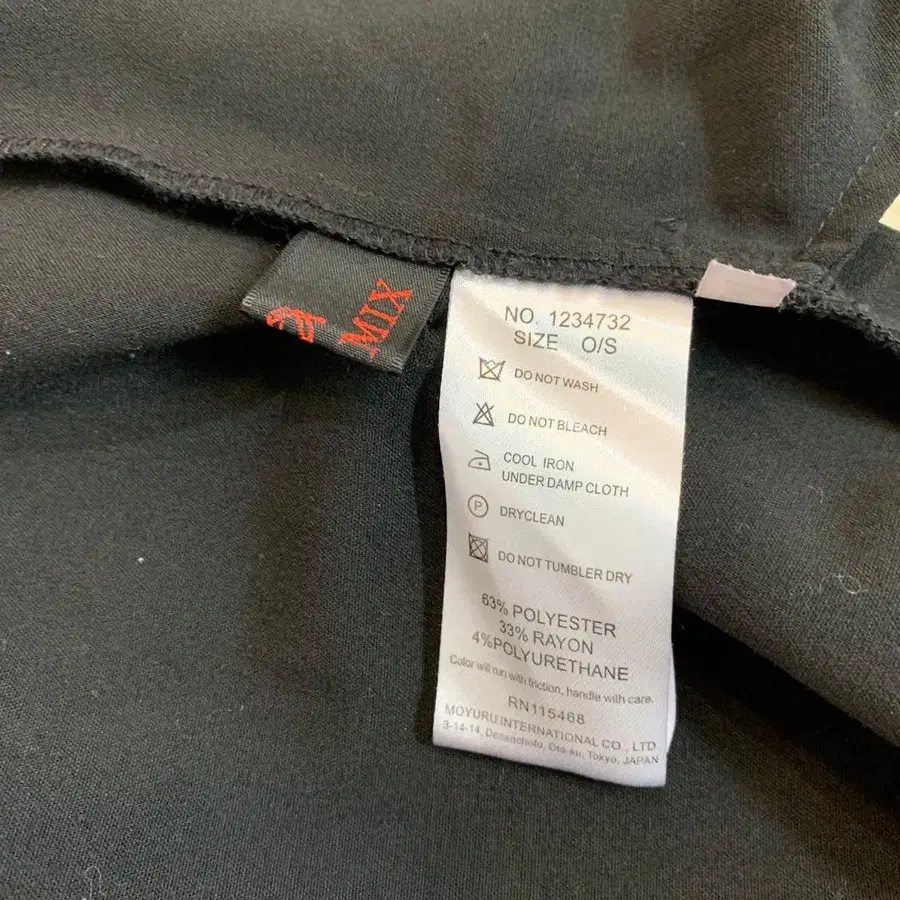 MIX
NO. 1234732
SIZE O/S
DO NOT WASH
DO NOT BLEACH
COOL IRON
UNDER DAMP CLOTH
P
DRYCLEAN
DO NOT TUMBLER DRY
63% POLYESTER
33% RAYON
4%POLYURETHANE
Color will run with friction, handle with care.
RN115468
MOYURU INTERNATIONAL CO., LTD
3-14-14, Denenchofu, Ota-ku, Tokyo, JAPAN